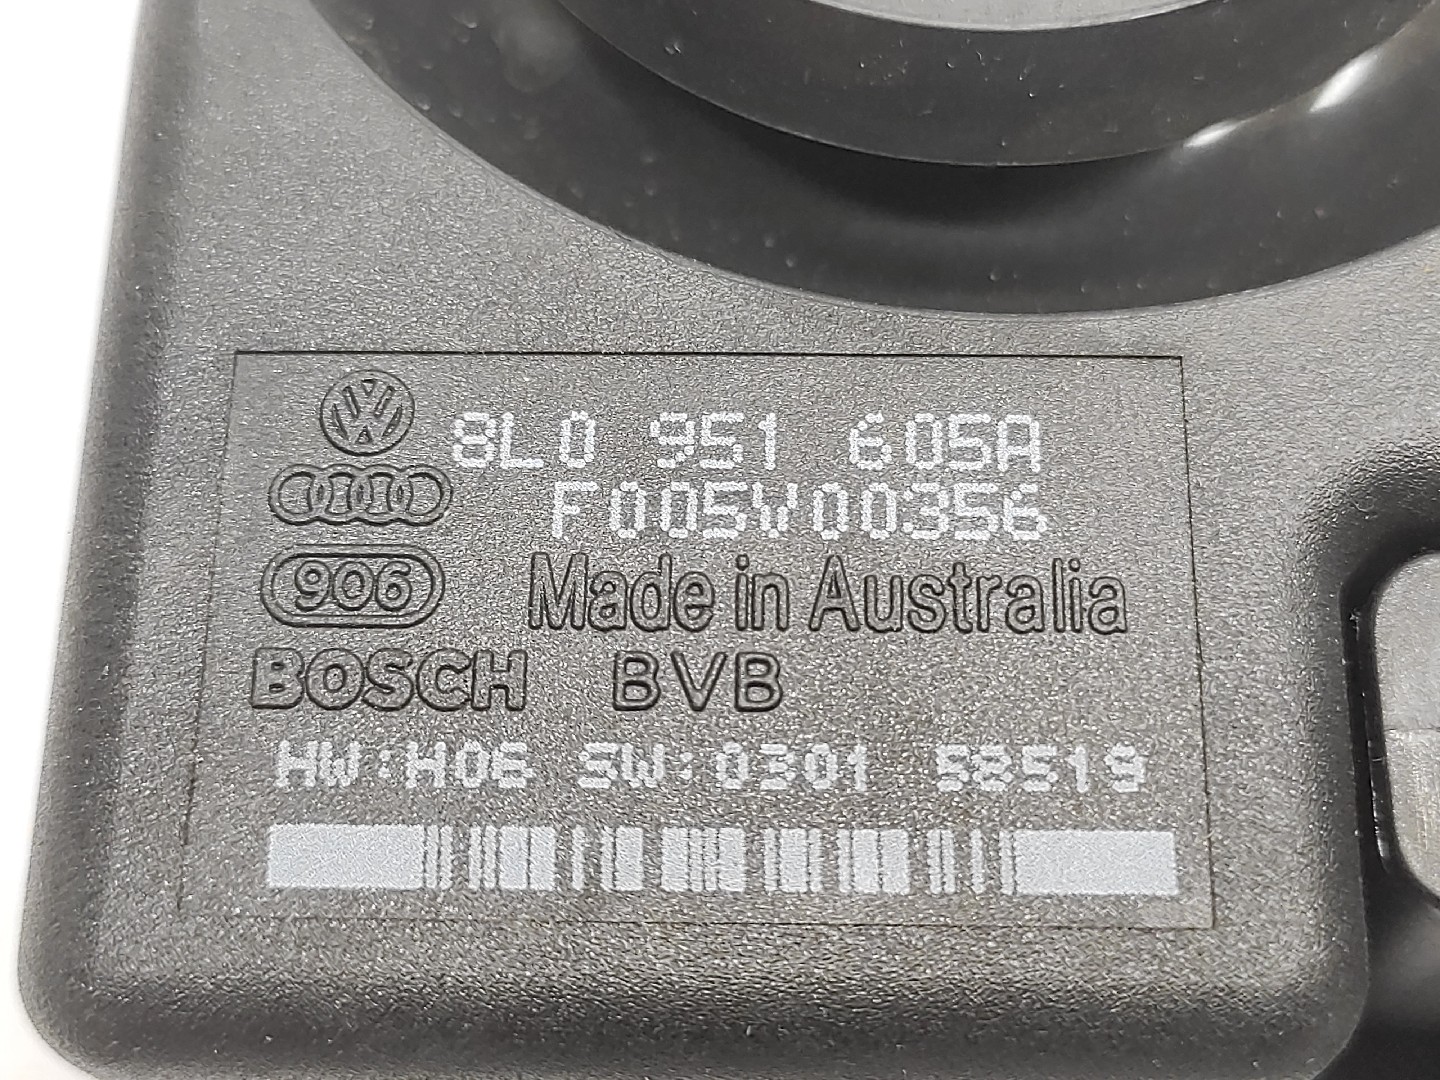 8L0 951 605A
F005V00356
906 Made in Australia
BOSCH BVB
HW:H06 SW:0301 58519